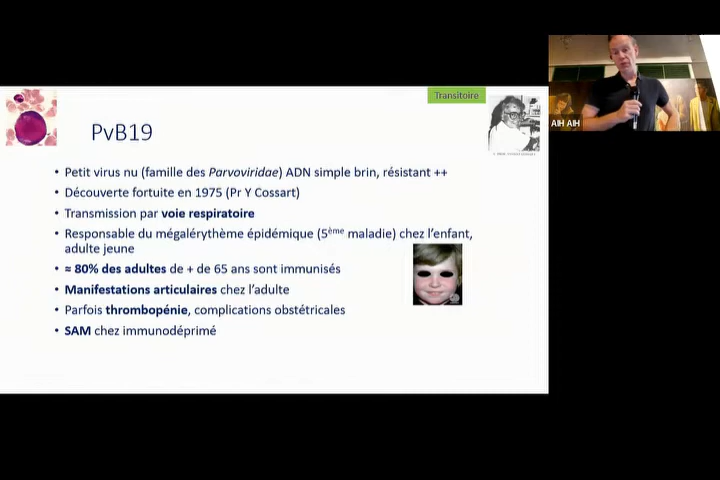 Transitoire
AIH AIH
PvB19
• Petit virus nu (famille des Parvoviridae) ADN simple brin, résistant ++
• Découverte fortuite en 1975 (Pr Y Cossart)
• Transmission par voie respiratoire
• Responsable du mégalérythème épidémique (5ème maladie) chez l'enfant,
adulte jeune
• ≈ 80% des adultes de + de 65 ans sont immunisés
• Manifestations articulaires chez l'adulte
• Parfois thrombopénie, complications obstétricales
• SAM chez immunodéprimé